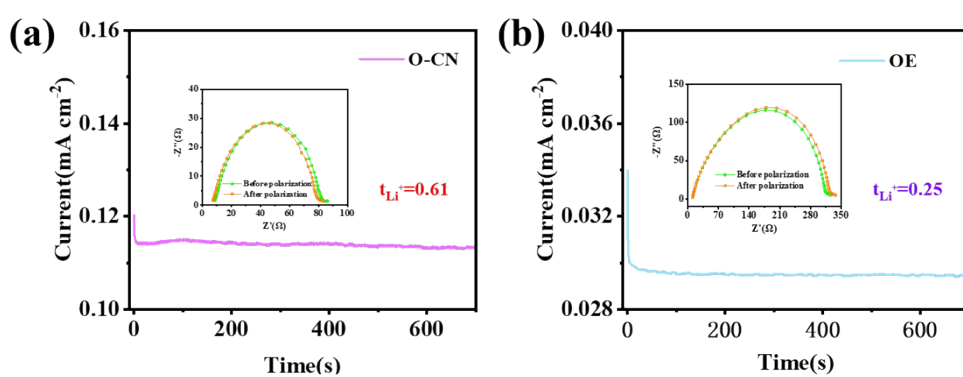 (a)
0.16
0.14
0.12
0.10
Current(mA cm⁻²)
0
200
400
600
Time(s)
O-CN
40
30
20
10
0
-Z''(Ω)
0
20
40
60
80
100
Z'(Ω)
Before polarization
After polariztion
tLi⁺=0.61
(b)
0.040
0.036
0.032
0.028
Current(mA cm⁻²)
0
200
400
600
Time(s)
OE
150
100
50
0
-Z''(Ω)
0
70
140
210
280
350
Z'(Ω)
Before polarization
After polarization
tLi⁺=0.25